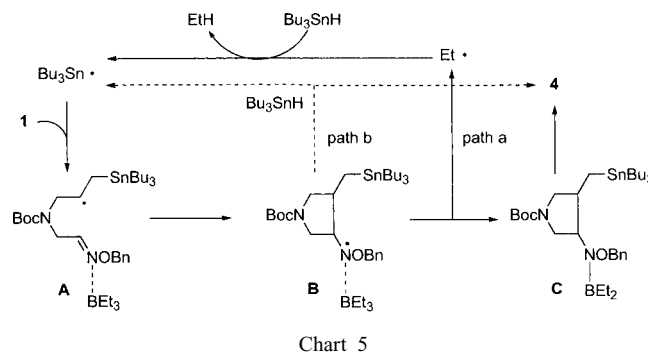 EtH Bu3SnH
Bu3Sn • Et •
4
Bu3SnH
1
path b path a
SnBu3 SnBu3 SnBu3
BocN BocN BocN
NOBn NOBn NOBn
A B C
BEt3 BEt3 BEt2
Chart 5